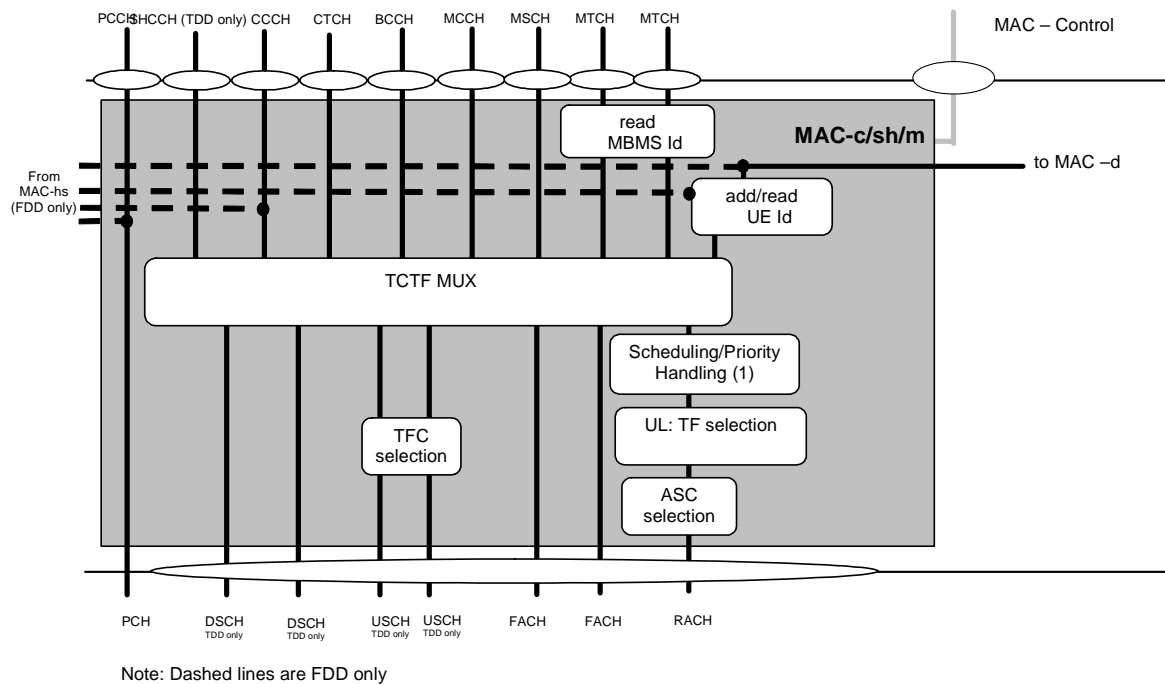 PCCH SHCCH (TDD only) CCCH CTCH BCCH MCCH MSCH MTCH MTCH
MAC – Control
read
MBMS Id
MAC-c/sh/m
to MAC –d
From
MAC-hs
(FDD only)
add/read
UE Id
TCTF MUX
Scheduling/Priority
Handling (1)
UL: TF selection
TFC
selection
ASC
selection
PCH DSCH DSCH USCH USCH FACH FACH RACH
TDD only TDD only TDD only TDD only
Note: Dashed lines are FDD only